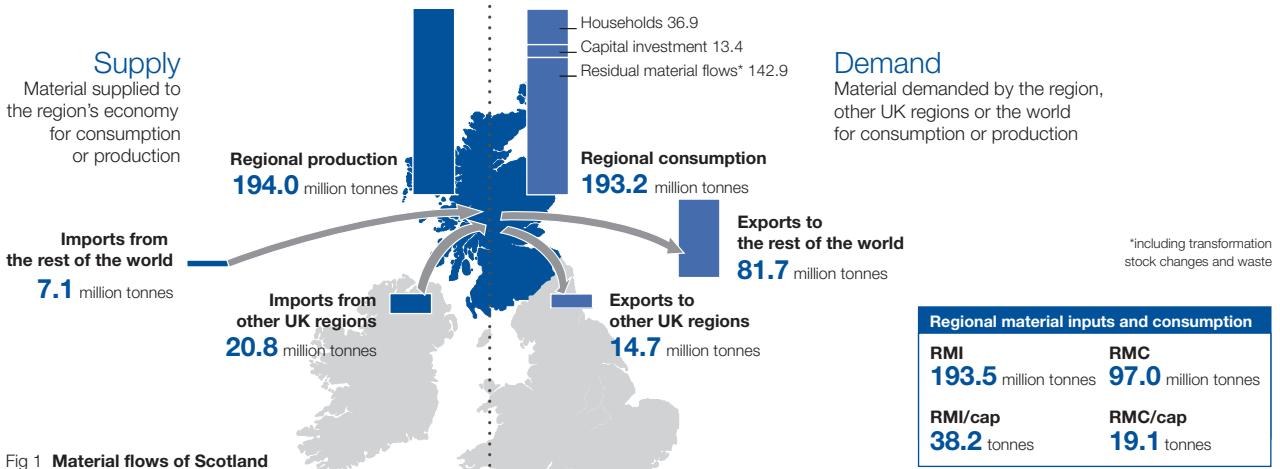 Supply
Material supplied to
the region's economy
for consumption
or production
Households 36.9
Capital investment 13.4
Residual material flows* 142.9
Demand
Material demanded by the region,
other UK regions or the world
for consumption or production
Regional production
194.0 million tonnes
Regional consumption
193.2 million tonnes
Imports from
the rest of the world
7.1 million tonnes
Exports to
the rest of the world
81.7 million tonnes
*including transformation
stock changes and waste
Imports from
other UK regions
20.8 million tonnes
Exports to
other UK regions
14.7 million tonnes
Regional material inputs and consumption
RMI
193.5 million tonnes
RMC
97.0 million tonnes
RMI/cap
38.2 tonnes
RMC/cap
19.1 tonnes
Fig 1 Material flows of Scotland